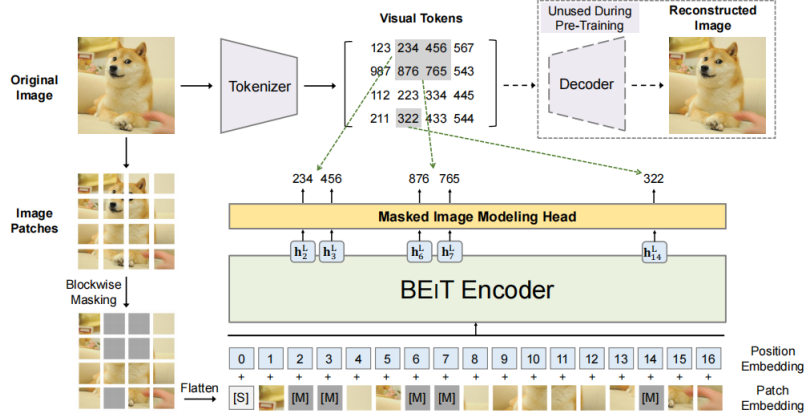 Original
Image
Tokenizer
Visual Tokens
123 234 456 567
987 876 765 543
112 223 334 445
211 322 433 544
Unused During
Pre-Training
Decoder
Reconstructed
Image
Image
Patches
234 456 876 765 322
Masked Image Modeling Head
h₂ᴸ h₃ᴸ h₆ᴸ h₇ᴸ h₁₄ᴸ
BEIT Encoder
Blockwise
Masking
Flatten
0 1 2 3 4 5 6 7 8 9 10 11 12 13 14 15 16
Position
Embedding
+ + + + + + + + + + + + + + + + +
[S] [M] [M] [M] [M] [M]
Patch
Embedding